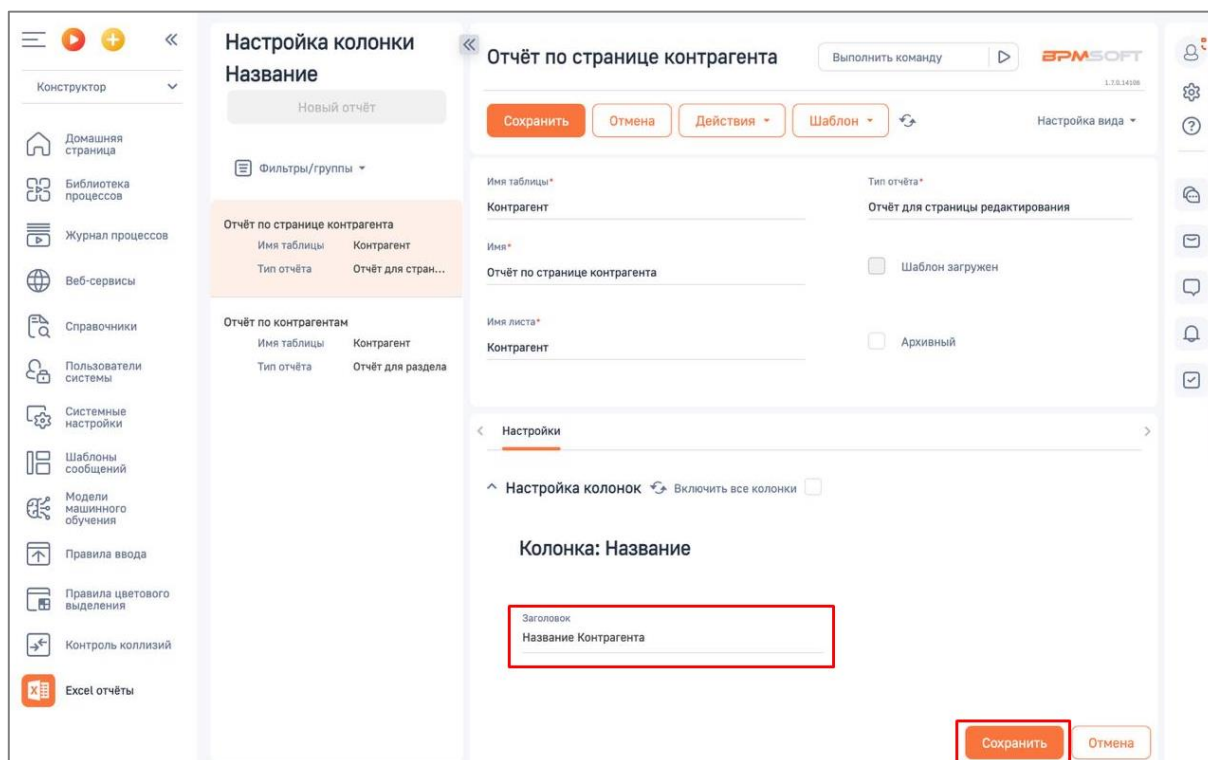 Конструктор
Домашняя
страница
Библиотека
процессов
Журнал процессов
Веб-сервисы
Справочники
Пользователи
системы
Системные
настройки
Шаблоны
сообщений
Модели
машинного
обучения
Правила ввода
Правила цветового
выделения
Контроль коллизий
Excel отчёты
Настройка колонки
Название
Новый отчёт
Фильтры/группы
Отчёт по странице контрагента
Имя таблицы Контрагент
Тип отчёта Отчёт для стран...
Отчёт по контрагентам
Имя таблицы Контрагент
Тип отчёта Отчёт для раздела
Отчёт по странице контрагента
Выполнить команду
BPMSOFT
1.7.0.14108
Сохранить Отмена Действия Шаблон
Настройка вида
Имя таблицы* Тип отчёта*
Контрагент Отчёт для страницы редактирования
Имя*
Отчёт по странице контрагента Шаблон загружен
Имя листа*
Контрагент Архивный
Настройки
Настройка колонок Включить все колонки
Колонка: Название
Заголовок
Название Контрагента
Сохранить Отмена